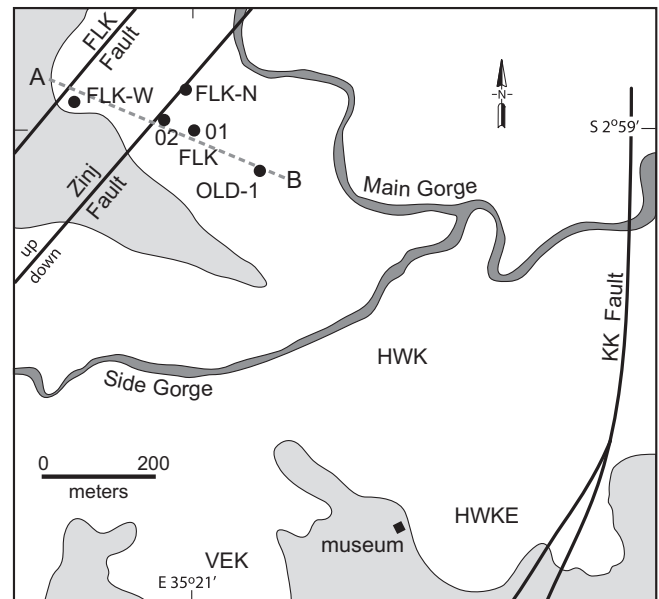 FLK
Fault
A
FLK-W
FLK-N
-N-
S 2°59'
02
01
FLK
Zinj
Fault
OLD-1
B
Main Gorge
up
down
KK Fault
HWK
Side Gorge
0 200
meters
HWKE
museum
VEK
E 35°21'